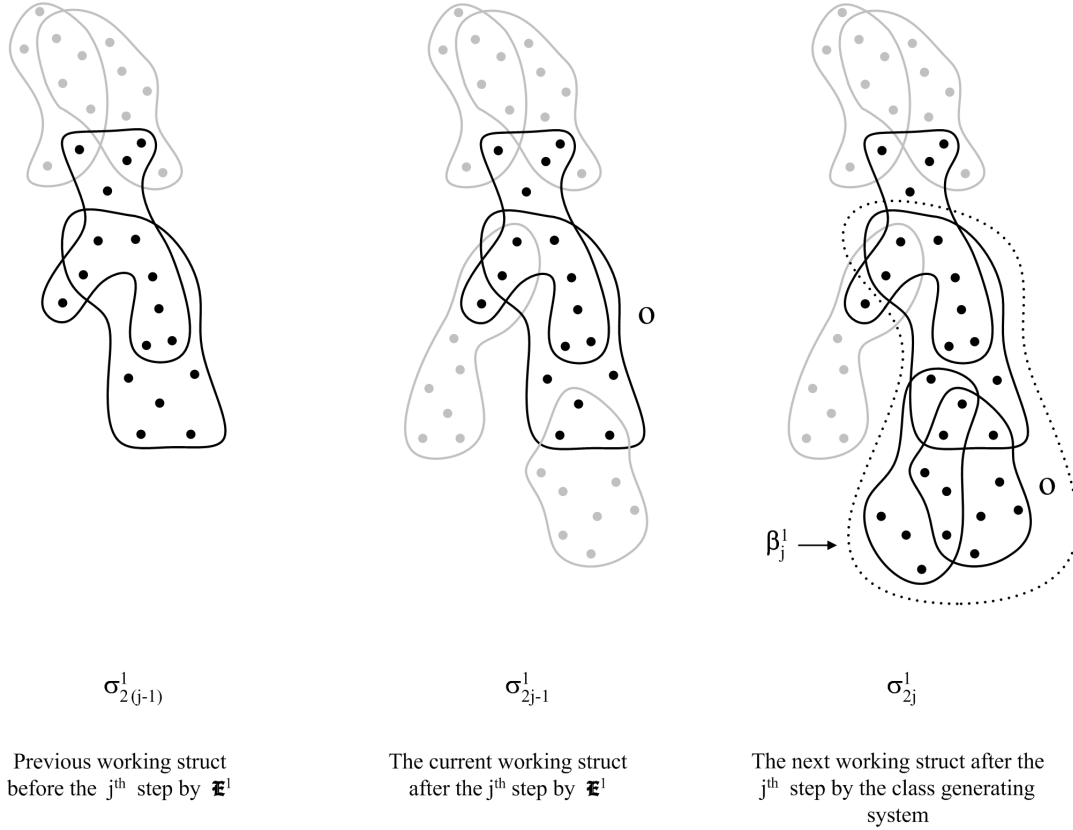 O
O
β¹ⱼ
σ¹₂₍ⱼ₋₁₎
σ¹₂ⱼ₋₁
σ¹₂ⱼ
Previous working struct
before the jᵗʰ step by 𝕰¹
The current working struct
after the jᵗʰ step by 𝕰¹
The next working struct after the
jᵗʰ step by the class generating
system